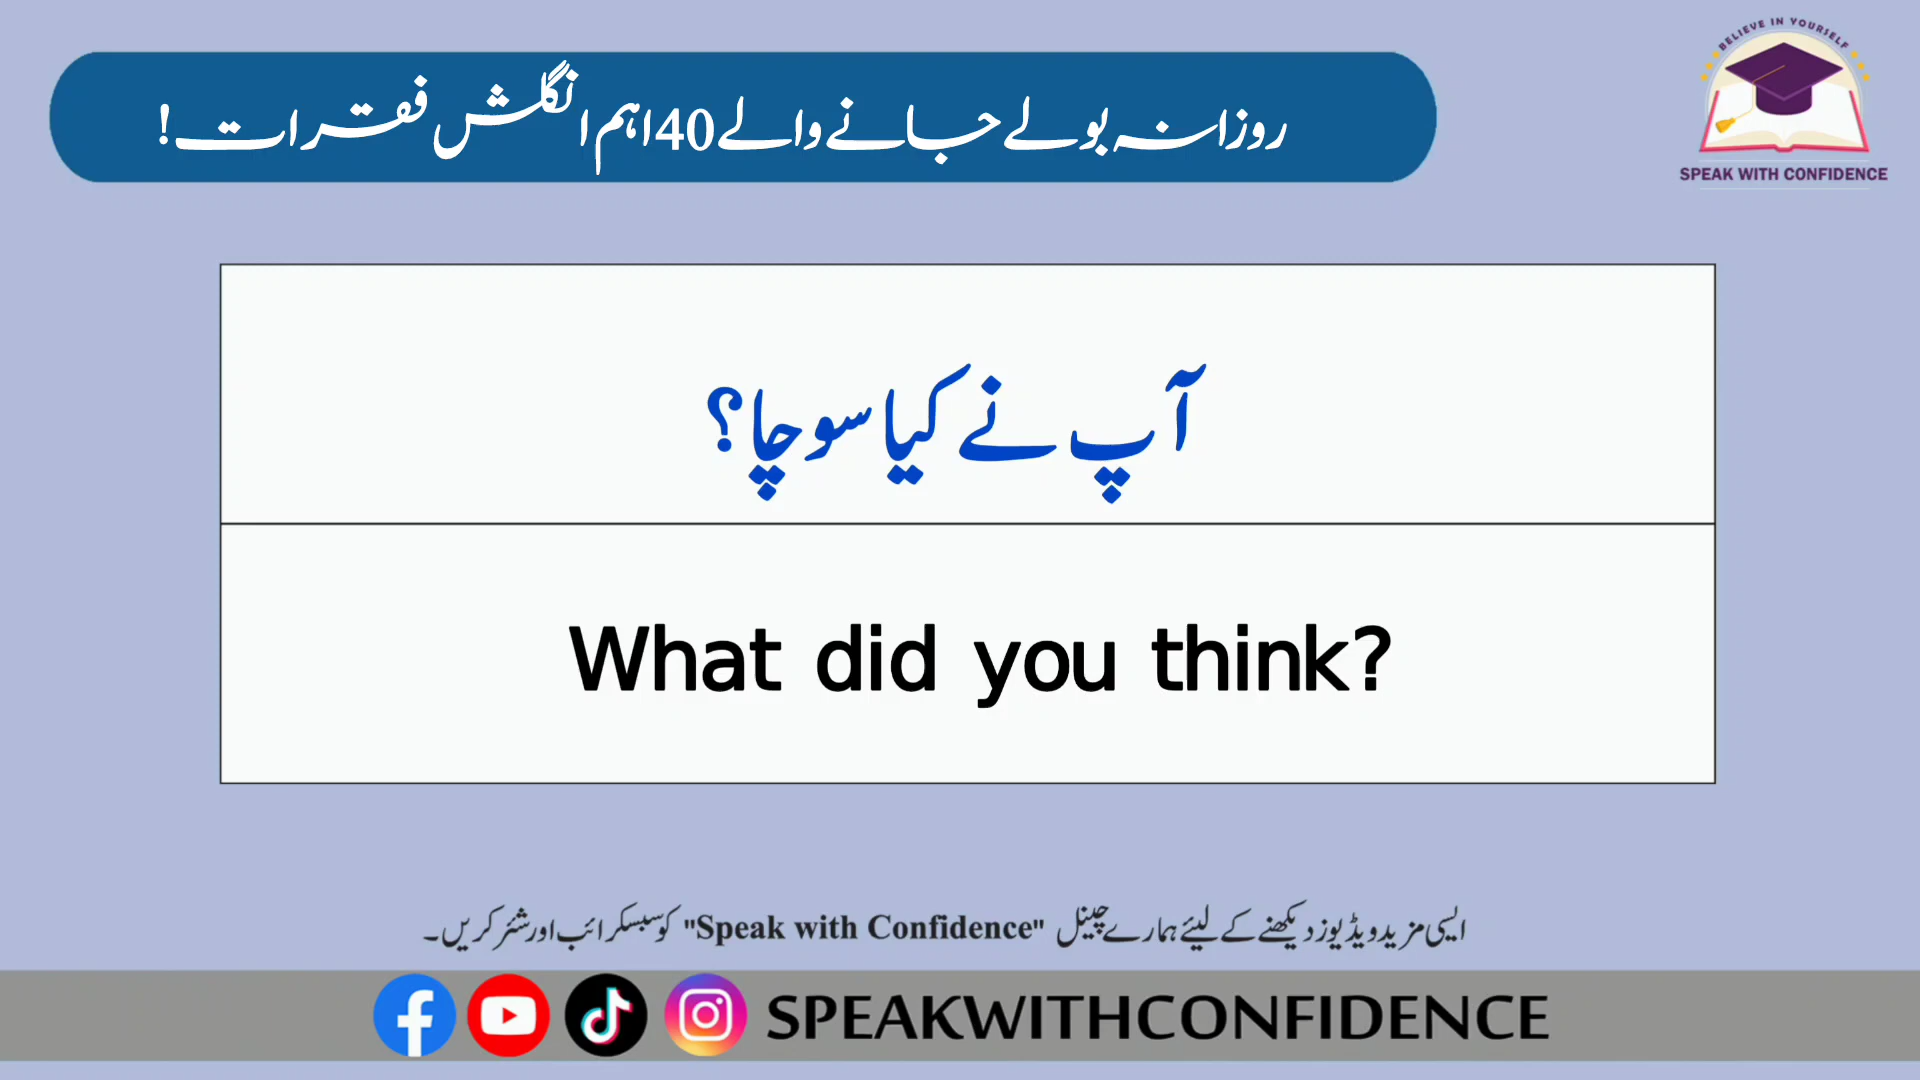 روزانہ بولے جانے والے 40 اہم انگلش فقرات!
BELIEVE IN YOURSELF
SPEAK WITH CONFIDENCE
آپ نے کیا سوچا؟
What did you think?
ایسی مزید ویڈیوز دیکھنے کے لیئے ہمارے چینل "Speak with Confidence" کو سبسکرائب اور شئر کریں۔
SPEAKWITHCONFIDENCE